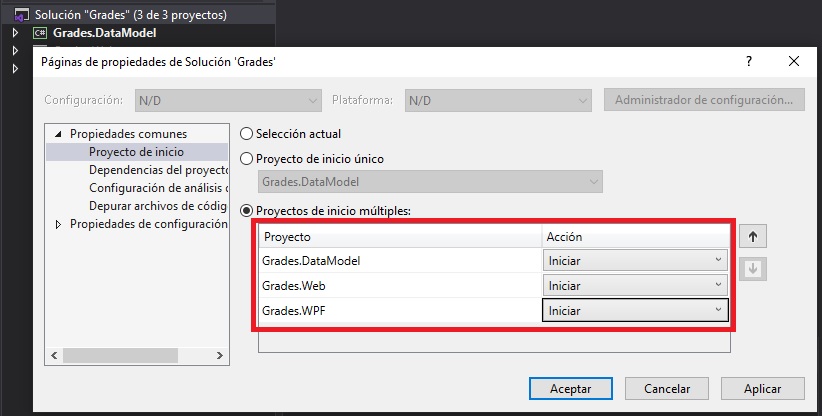 Solución "Grades" (3 de 3 proyectos)
C# Grades.DataModel
Páginas de propiedades de Solución 'Grades' ? ×
Configuración: N/D Plataforma: N/D Administrador de configuración...
Propiedades comunes
Proyecto de inicio
Dependencias del proyecto
Configuración de análisis d
Depurar archivos de códig
Propiedades de configuración
Selección actual
Proyecto de inicio único
Grades.DataModel
Proyectos de inicio múltiples:
Proyecto Acción
Grades.DataModel Iniciar
Grades.Web Iniciar
Grades.WPF Iniciar
Aceptar Cancelar Aplicar